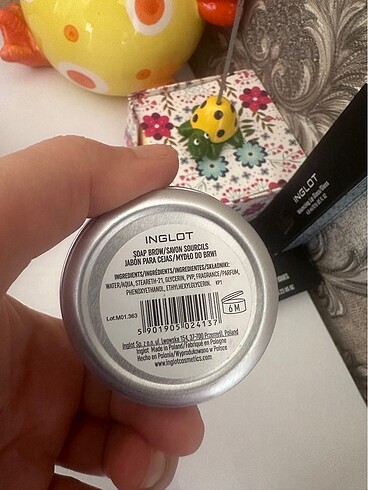 INGLOT
SOAP BROW/SAVON SOURCILS
JABÓN PARA CEJAS/MYDŁO DO BRWI
INGREDIENTS/INGRÉDIENTS/INGREDIENTES/SKŁADNIKI:
WATER/AQUA, STEARETH-21, GLYCERIN, PVP, FRAGRANCE/PARFUM,
PHENOXYETHANOL, ETHYLHEXYLGLYCERIN. KP1
Lot:M01.363
5 901905 024137
6 M
Inglot Sp. z o.o. ul. Lwowska 154, 37-700 Przemyśl, Poland
Inglot Made in Poland/Fabriqué en Pologne
Hecho en Polonia/Wyprodukowano w Polsce
www.inglotcosmetics.com
INGLOT